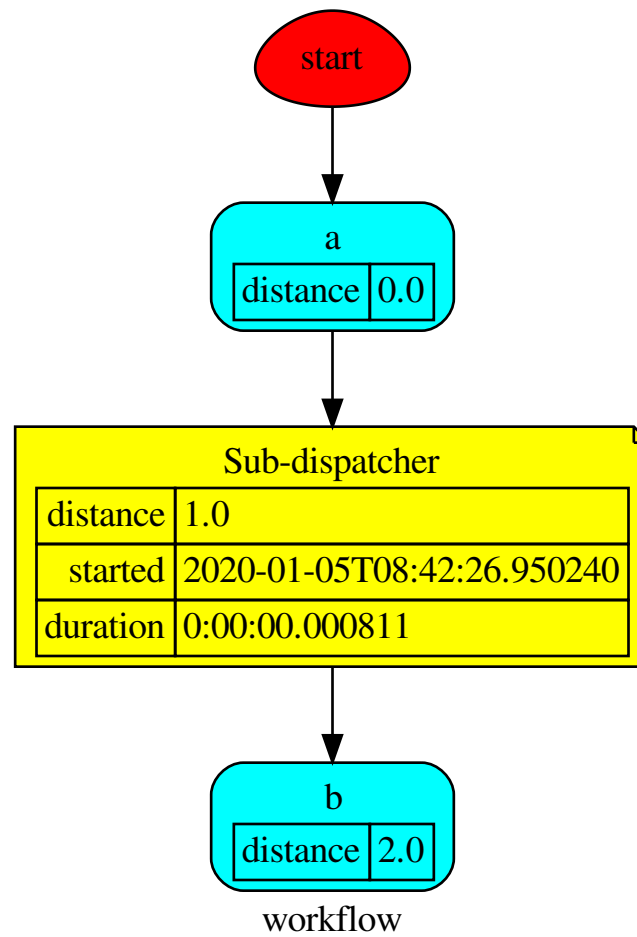 start
a
distance 0.0
Sub-dispatcher
distance 1.0
started 2020-01-05T08:42:26.950240
duration 0:00:00.000811
b
distance 2.0
workflow